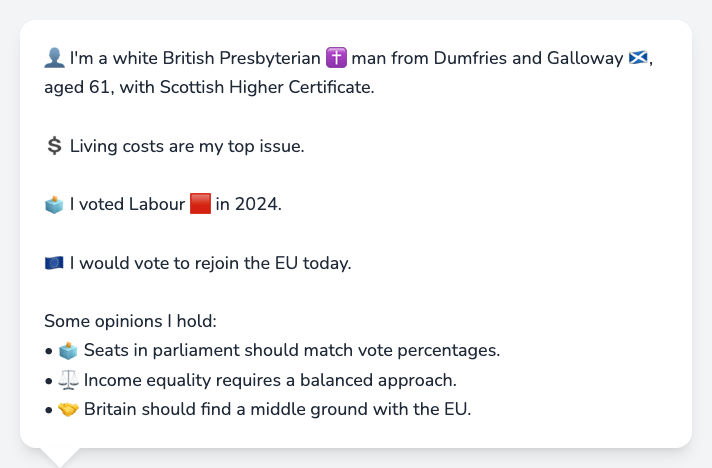 👤 I'm a white British Presbyterian ✝️ man from Dumfries and Galloway 🏴󠁧󠁢󠁳󠁣󠁴󠁿,
aged 61, with Scottish Higher Certificate.
💲 Living costs are my top issue.
🗳️ I voted Labour 🟥 in 2024.
🇪🇺 I would vote to rejoin the EU today.
Some opinions I hold:
• 🗳️ Seats in parliament should match vote percentages.
• ⚖️ Income equality requires a balanced approach.
• 🤝 Britain should find a middle ground with the EU.